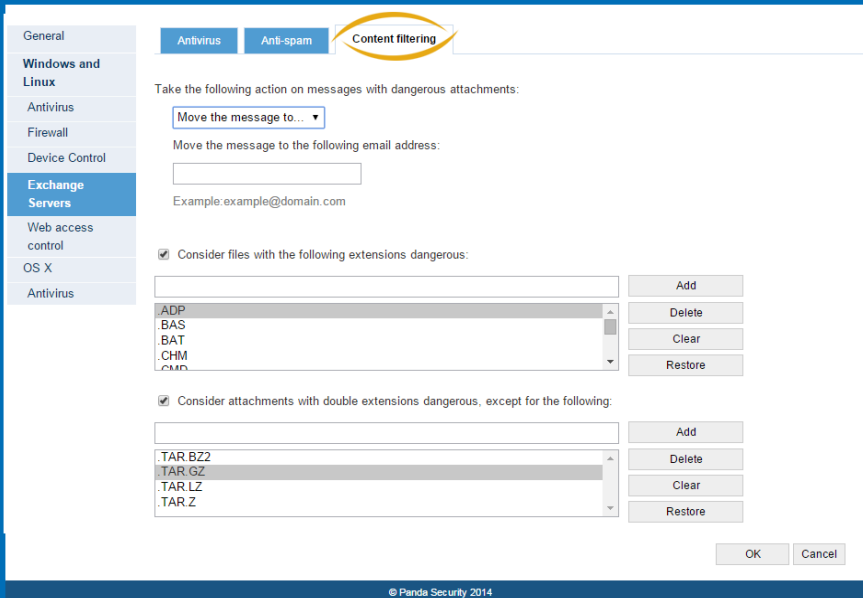 General
Windows and
Linux
Antivirus
Firewall
Device Control
Exchange
Servers
Web access
control
OS X
Antivirus
Antivirus
Anti-spam
Content filtering
Take the following action on messages with dangerous attachments:
Move the message to...
Move the message to the following email address:
Example:example@domain.com
Consider files with the following extensions dangerous:
Add
.ADP
.BAS
.BAT
.CHM
.CMD
Delete
Clear
Restore
Consider attachments with double extensions dangerous, except for the following:
Add
.TAR.BZ2
.TAR.GZ
.TAR.LZ
.TAR.Z
Delete
Clear
Restore
OK
Cancel
© Panda Security 2014